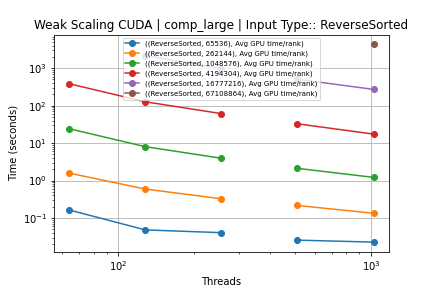 Weak Scaling CUDA | comp_large | Input Type:: ReverseSorted
((ReverseSorted, 65536), Avg GPU time/rank)
((ReverseSorted, 262144), Avg GPU time/rank)
((ReverseSorted, 1048576), Avg GPU time/rank)
((ReverseSorted, 4194304), Avg GPU time/rank)
((ReverseSorted, 16777216), Avg GPU time/rank)
((ReverseSorted, 67108864), Avg GPU time/rank)
Time (seconds)
10³
10²
10¹
10⁰
10⁻¹
10²
10³
Threads